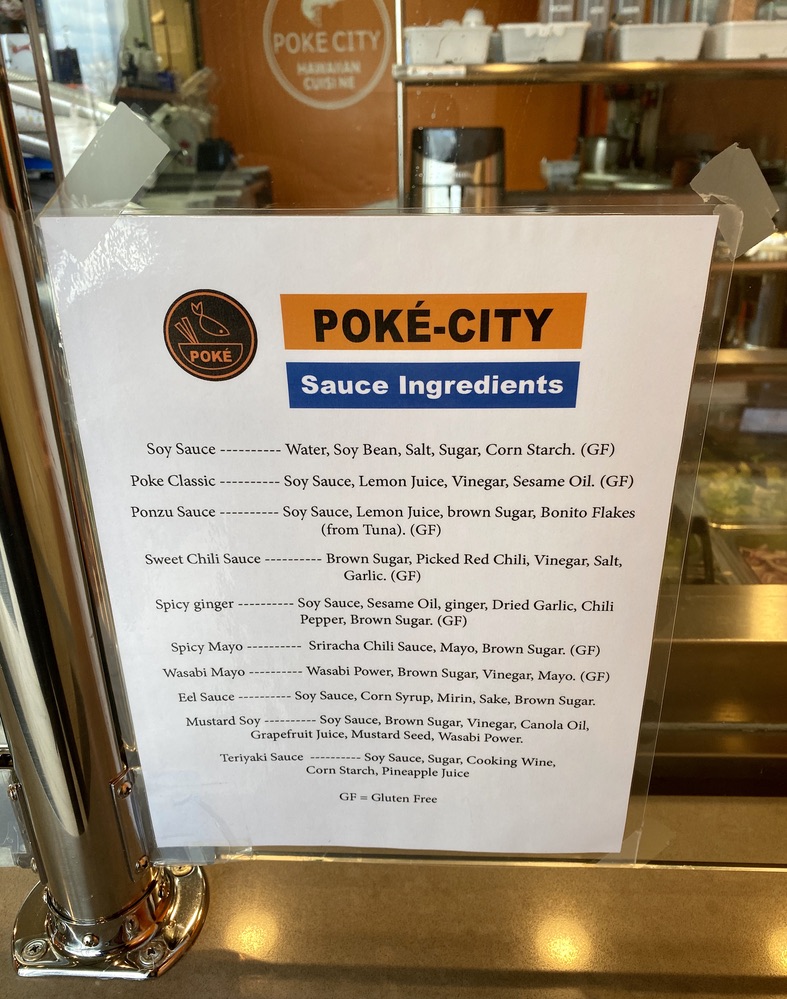 POKE CITY
HAWAIIAN
CUISINE
POKÉ
POKÉ-CITY
Sauce Ingredients
Soy Sauce ---------- Water, Soy Bean, Salt, Sugar, Corn Starch. (GF)
Poke Classic ---------- Soy Sauce, Lemon Juice, Vinegar, Sesame Oil. (GF)
Ponzu Sauce ---------- Soy Sauce, Lemon Juice, brown Sugar, Bonito Flakes
(from Tuna). (GF)
Sweet Chili Sauce ---------- Brown Sugar, Picked Red Chili, Vinegar, Salt,
Garlic. (GF)
Spicy ginger ---------- Soy Sauce, Sesame Oil, ginger, Dried Garlic, Chili
Pepper, Brown Sugar. (GF)
Spicy Mayo ---------- Sriracha Chili Sauce, Mayo, Brown Sugar. (GF)
Wasabi Mayo ---------- Wasabi Power, Brown Sugar, Vinegar, Mayo. (GF)
Eel Sauce ---------- Soy Sauce, Corn Syrup, Mirin, Sake, Brown Sugar.
Mustard Soy ---------- Soy Sauce, Brown Sugar, Vinegar, Canola Oil,
Grapefruit Juice, Mustard Seed, Wasabi Power.
Teriyaki Sauce ---------- Soy Sauce, Sugar, Cooking Wine,
Corn Starch, Pineapple Juice
GF = Gluten Free